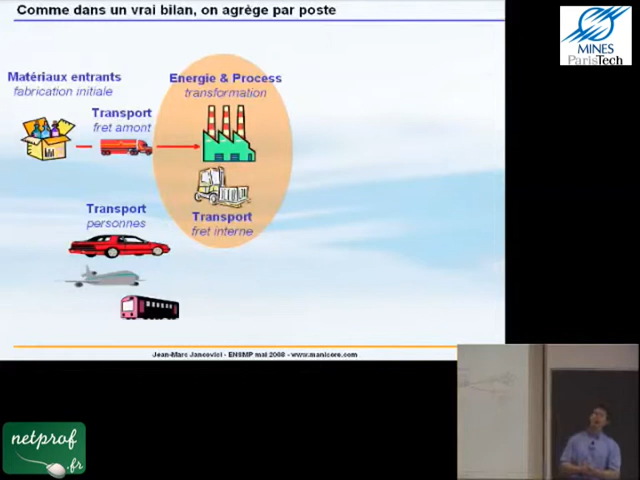 Comme dans un vrai bilan, on agrège par poste
MINES
ParisTech
Matériaux entrants
fabrication initiale
Energie & Process
transformation
Transport
fret amont
Transport
personnes
Transport
fret interne
Jean-Marc Jancovici - ENSMP mai 2008 - www.manicore.com
netprof
.fr